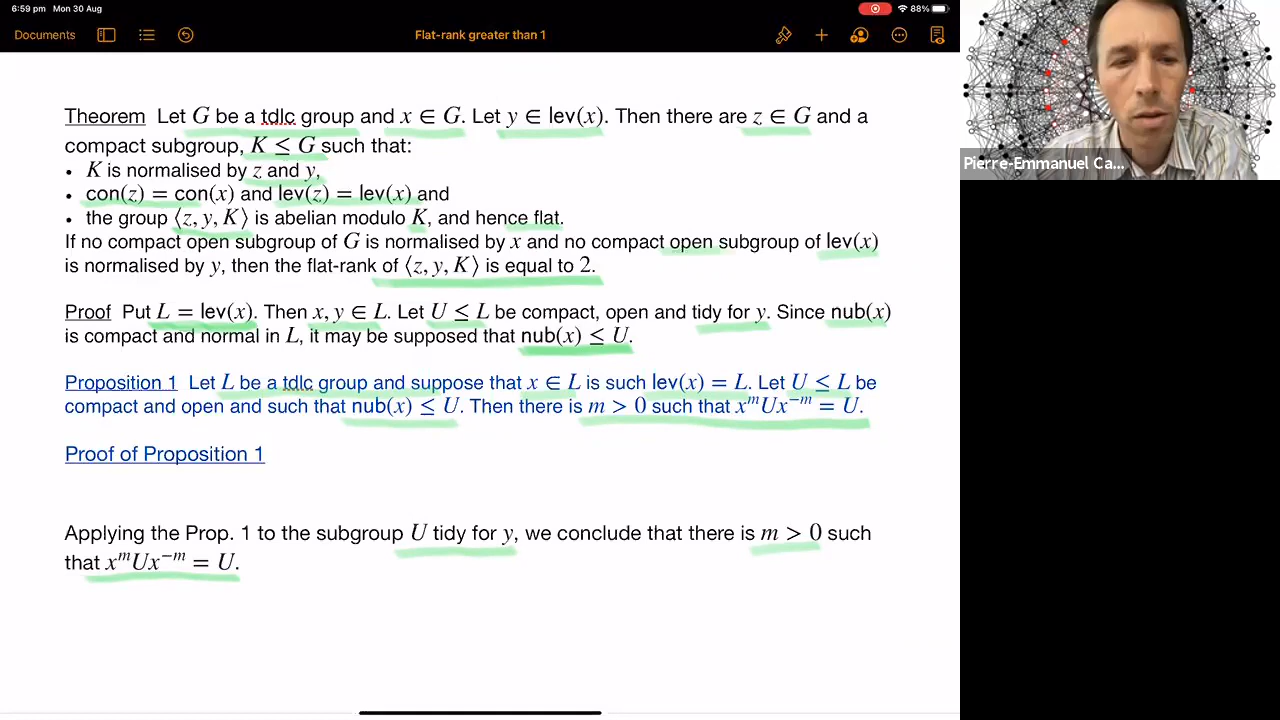 6:59 pm Mon 30 Aug
88%
Documents
Flat-rank greater than 1
Theorem Let G be a tdlc group and x ∈ G. Let y ∈ lev(x). Then there are z ∈ G and a
compact subgroup, K ≤ G such that:
• K is normalised by z and y,
• con(z) = con(x) and lev(z) = lev(x) and
• the group ⟨z, y, K⟩ is abelian modulo K, and hence flat.
If no compact open subgroup of G is normalised by x and no compact open subgroup of lev(x)
is normalised by y, then the flat-rank of ⟨z, y, K⟩ is equal to 2.
Proof Put L = lev(x). Then x, y ∈ L. Let U ≤ L be compact, open and tidy for y. Since nub(x)
is compact and normal in L, it may be supposed that nub(x) ≤ U.
Proposition 1 Let L be a tdlc group and suppose that x ∈ L is such lev(x) = L. Let U ≤ L be
compact and open and such that nub(x) ≤ U. Then there is m > 0 such that x^mUx^{-m} = U.
Proof of Proposition 1
Applying the Prop. 1 to the subgroup U tidy for y, we conclude that there is m > 0 such
that x^mUx^{-m} = U.
Pierre-Emmanuel Ca...